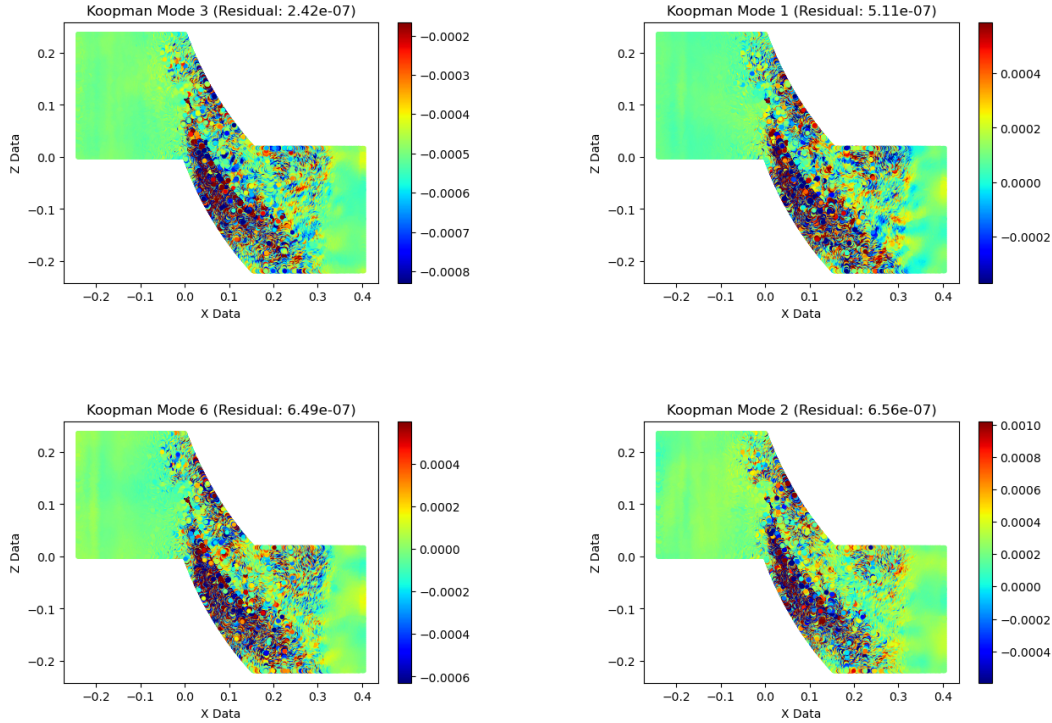 Koopman Mode 3 (Residual: 2.42e-07)
Z Data
0.2
0.1
0.0
−0.1
−0.2
−0.2 −0.1 0.0 0.1 0.2 0.3 0.4
X Data
−0.0002
−0.0003
−0.0004
−0.0005
−0.0006
−0.0007
−0.0008
Koopman Mode 1 (Residual: 5.11e-07)
Z Data
0.2
0.1
0.0
−0.1
−0.2
−0.2 −0.1 0.0 0.1 0.2 0.3 0.4
X Data
0.0004
0.0002
0.0000
−0.0002
Koopman Mode 6 (Residual: 6.49e-07)
Z Data
0.2
0.1
0.0
−0.1
−0.2
−0.2 −0.1 0.0 0.1 0.2 0.3 0.4
X Data
0.0004
0.0002
0.0000
−0.0002
−0.0004
−0.0006
Koopman Mode 2 (Residual: 6.56e-07)
Z Data
0.2
0.1
0.0
−0.1
−0.2
−0.2 −0.1 0.0 0.1 0.2 0.3 0.4
X Data
0.0010
0.0008
0.0006
0.0004
0.0002
0.0000
−0.0002
−0.0004